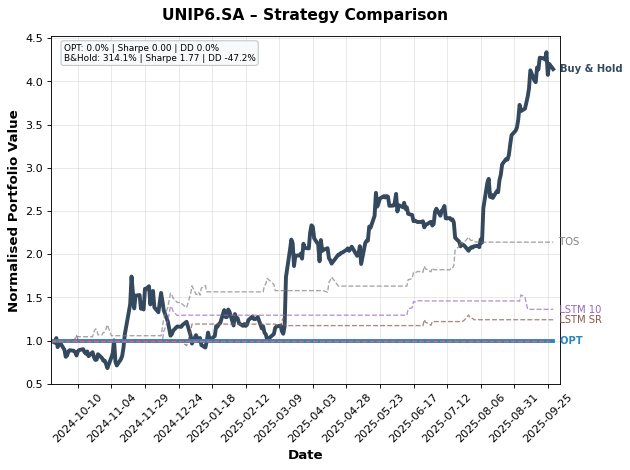 UNIP6.SA – Strategy Comparison
OPT: 0.0% | Sharpe 0.00 | DD 0.0%
B&Hold: 314.1% | Sharpe 1.77 | DD -47.2%
Normalised Portfolio Value
4.5
4.0
3.5
3.0
2.5
2.0
1.5
1.0
0.5
Buy & Hold
TOS
LSTM 10
LSTM SR
OPT
2024-10-10
2024-11-04
2024-11-29
2024-12-24
2025-01-18
2025-02-12
2025-03-09
2025-04-03
2025-04-28
2025-05-23
2025-06-17
2025-07-12
2025-08-06
2025-08-31
2025-09-25
Date